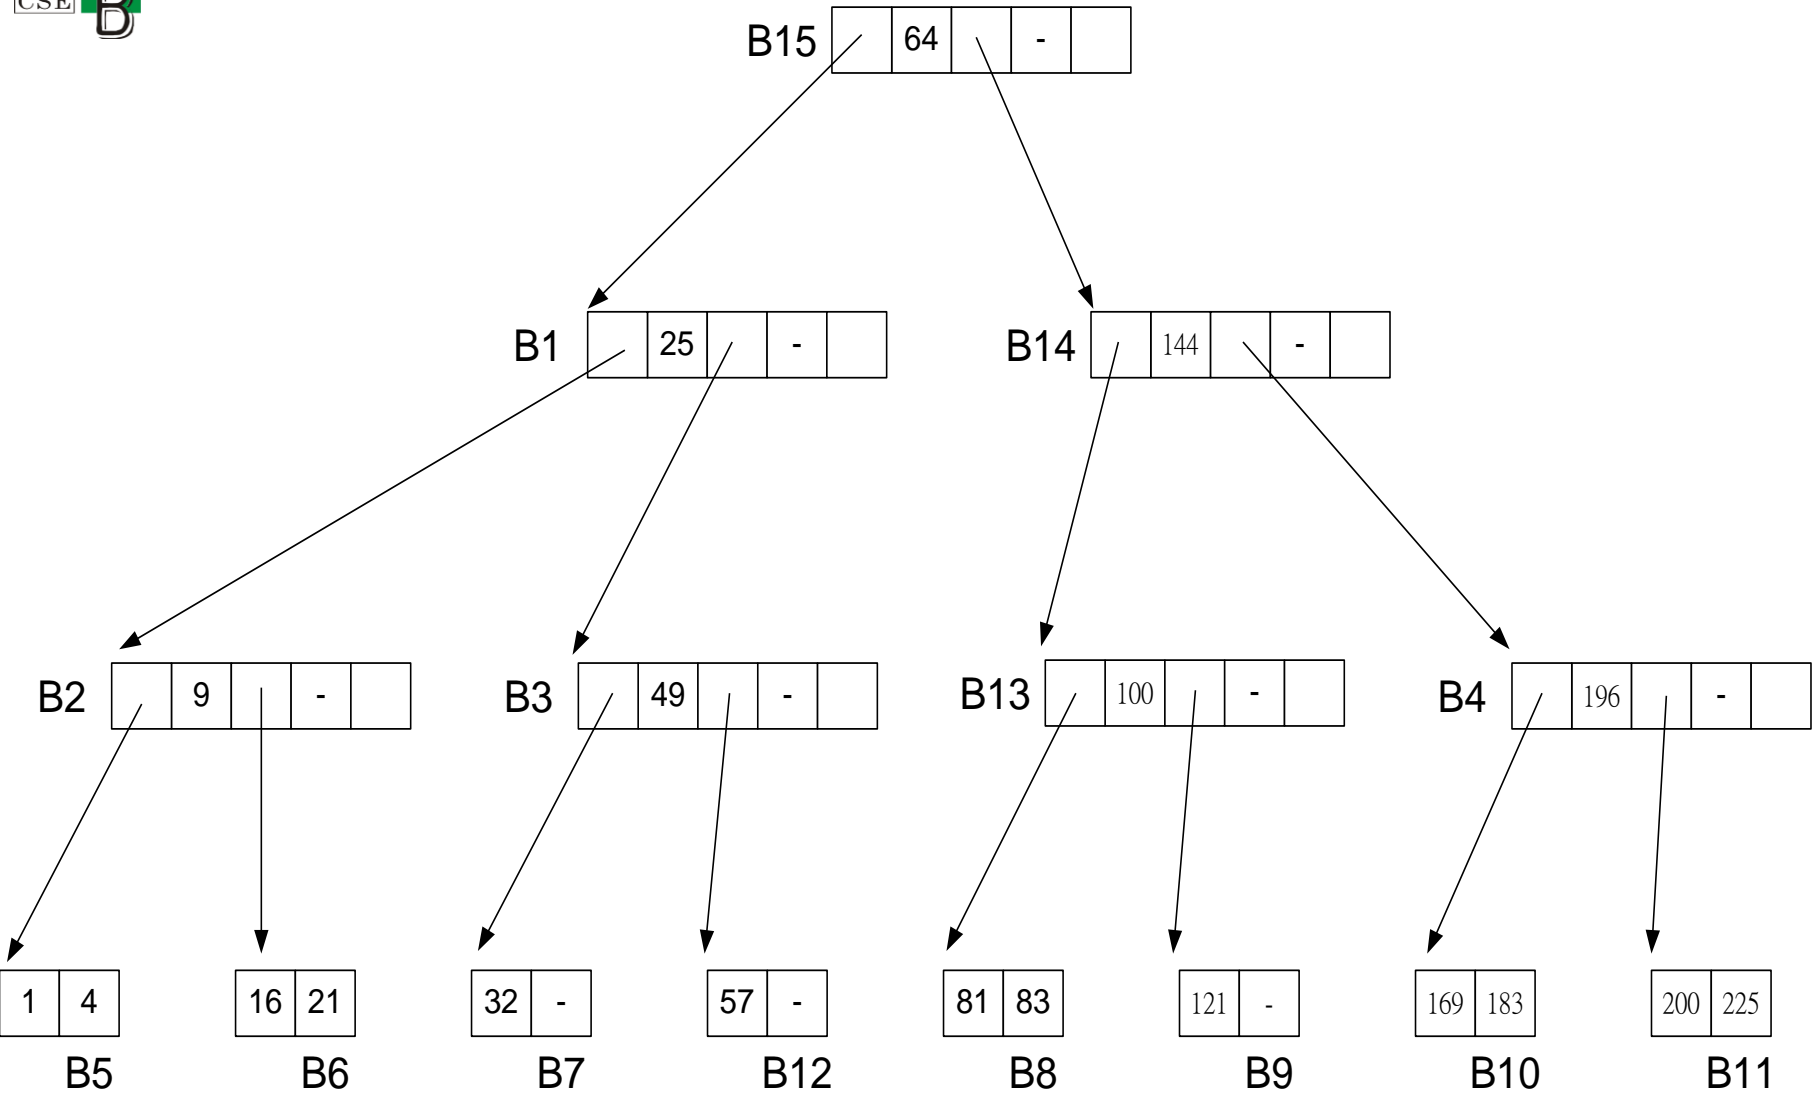 CSE B
B15 64 -
B1 25 - B14 144 -
B2 9 - B3 49 - B13 100 - B4 196 -
1 4 16 21 32 - 57 - 81 83 121 - 169 183 200 225
B5 B6 B7 B12 B8 B9 B10 B11